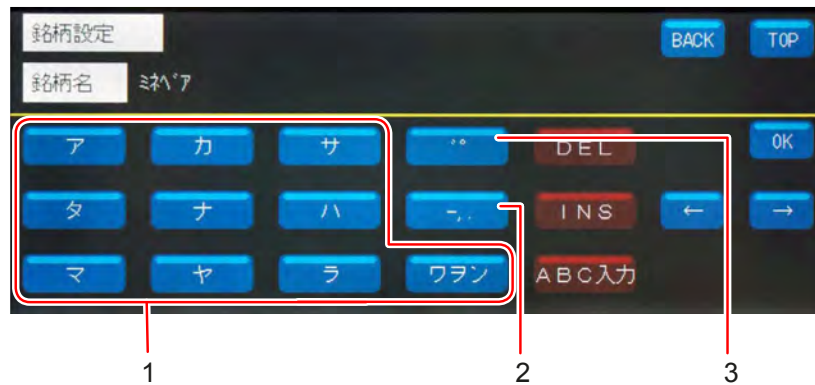 銘柄設定 BACK TOP
銘柄名 ﾐﾈﾍﾞｱ
ア カ サ ゛゜ DEL OK
タ ナ ハ -,. INS ← →
マ ヤ ラ ワヲン ABC入力
1 2 3